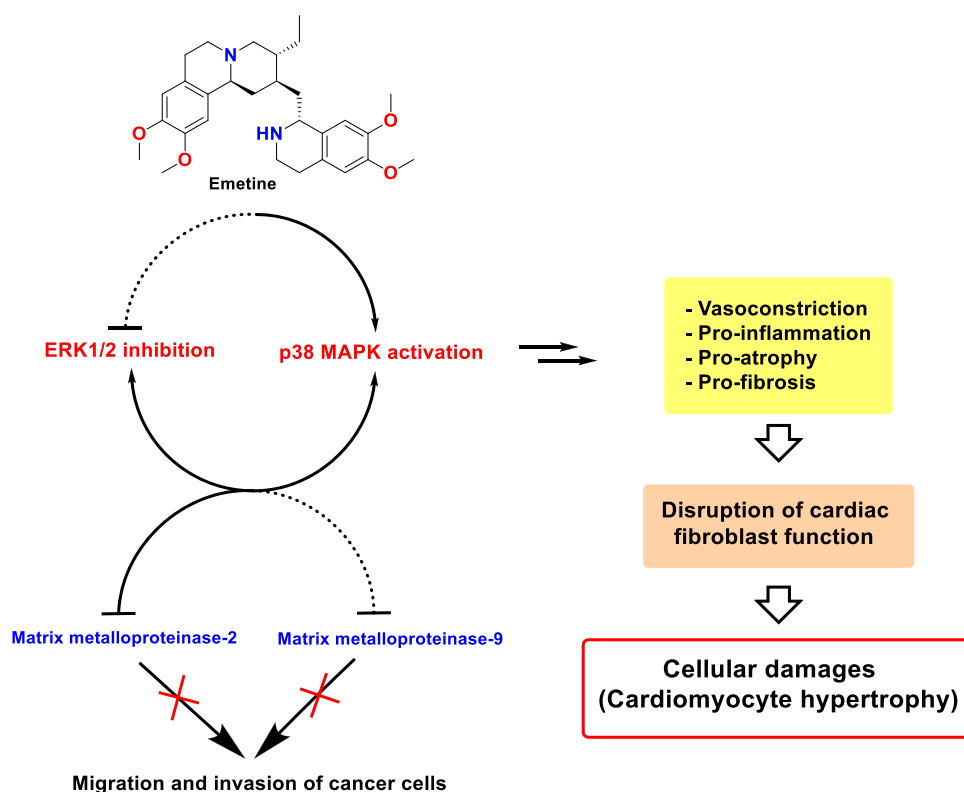 N
O
O
HN
O
O
Emetine
ERK1/2 inhibition
p38 MAPK activation
- Vasoconstriction
- Pro-inflammation
- Pro-atrophy
- Pro-fibrosis
Disruption of cardiac
fibroblast function
Matrix metalloproteinase-2
Matrix metalloproteinase-9
Cellular damages
(Cardiomyocyte hypertrophy)
Migration and invasion of cancer cells